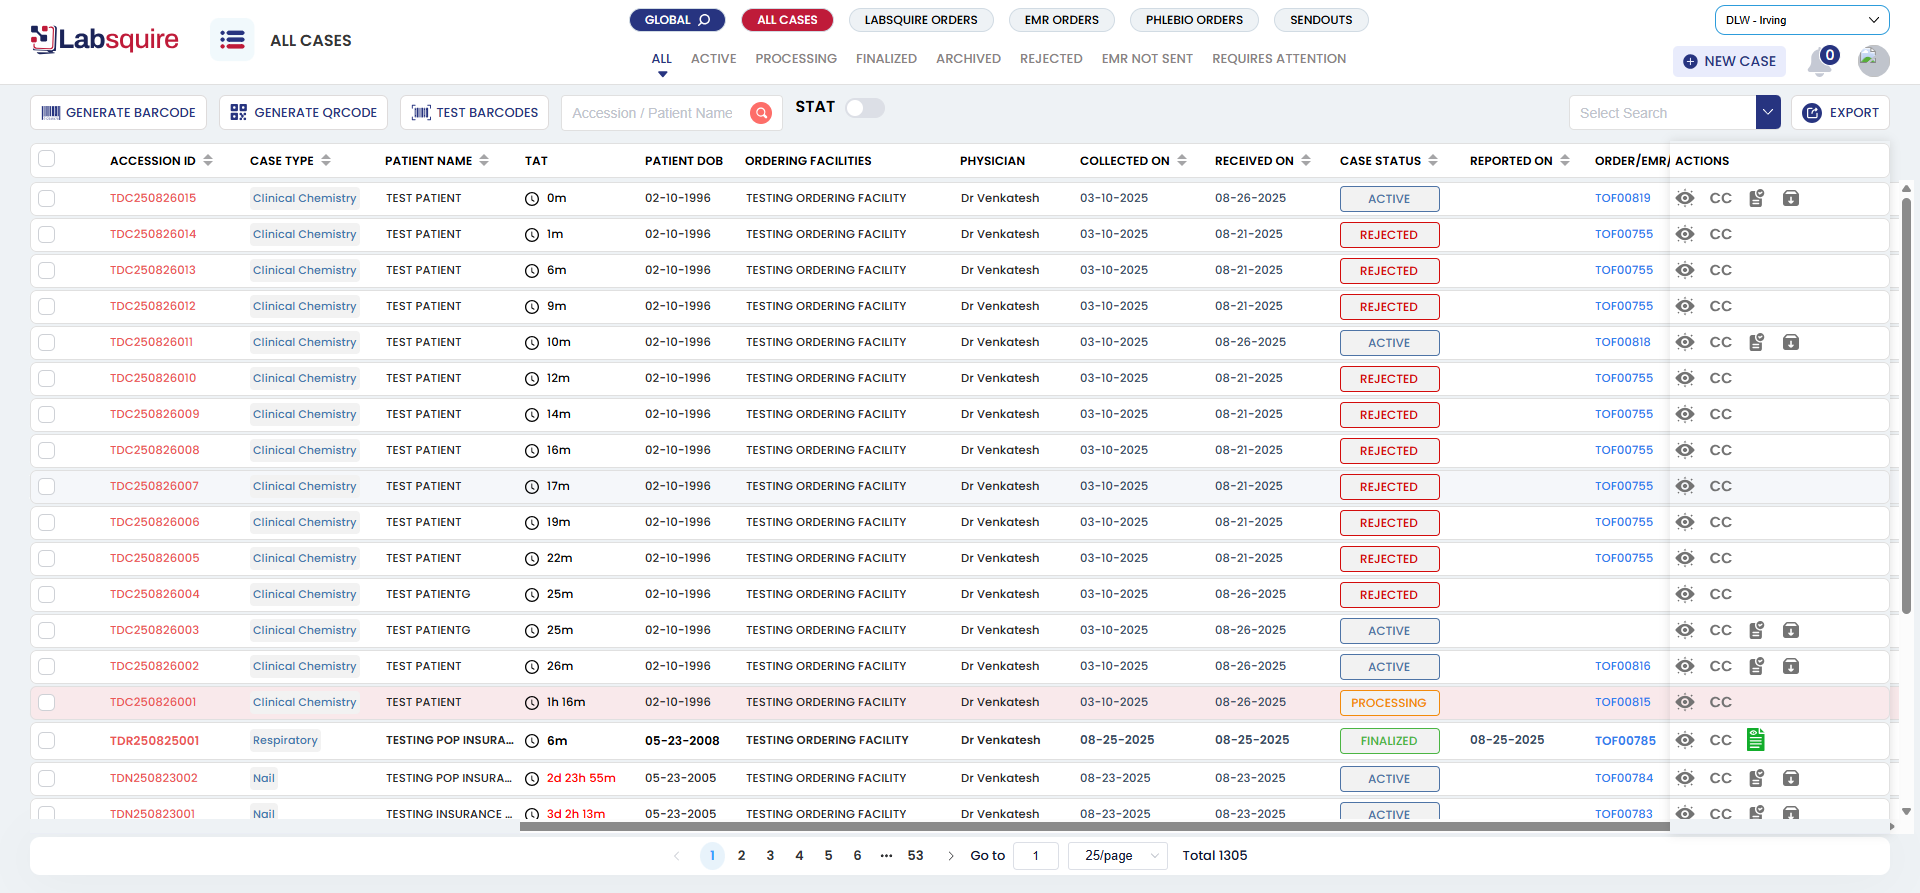 Labsquire
ALL CASES
GLOBAL
ALL CASES
LABSQUIRE ORDERS
EMR ORDERS
PHLEBIO ORDERS
SENDOUTS
DLW - Irving
ALL ACTIVE PROCESSING FINALIZED ARCHIVED REJECTED EMR NOT SENT REQUIRES ATTENTION
NEW CASE
0
GENERATE BARCODE
GENERATE QRCODE
TEST BARCODES
Accession / Patient Name
STAT
Select Search
EXPORT
ACCESSION ID CASE TYPE PATIENT NAME TAT PATIENT DOB ORDERING FACILITIES PHYSICIAN COLLECTED ON RECEIVED ON CASE STATUS REPORTED ON ORDER/EMR/ ACTIONS
TDC250826015 Clinical Chemistry TEST PATIENT 0m 02-10-1996 TESTING ORDERING FACILITY Dr Venkatesh 03-10-2025 08-26-2025 ACTIVE TOF00819 CC
TDC250826014 Clinical Chemistry TEST PATIENT 1m 02-10-1996 TESTING ORDERING FACILITY Dr Venkatesh 03-10-2025 08-21-2025 REJECTED TOF00755 CC
TDC250826013 Clinical Chemistry TEST PATIENT 6m 02-10-1996 TESTING ORDERING FACILITY Dr Venkatesh 03-10-2025 08-21-2025 REJECTED TOF00755 CC
TDC250826012 Clinical Chemistry TEST PATIENT 9m 02-10-1996 TESTING ORDERING FACILITY Dr Venkatesh 03-10-2025 08-21-2025 REJECTED TOF00755 CC
TDC250826011 Clinical Chemistry TEST PATIENT 10m 02-10-1996 TESTING ORDERING FACILITY Dr Venkatesh 03-10-2025 08-26-2025 ACTIVE TOF00818 CC
TDC250826010 Clinical Chemistry TEST PATIENT 12m 02-10-1996 TESTING ORDERING FACILITY Dr Venkatesh 03-10-2025 08-21-2025 REJECTED TOF00755 CC
TDC250826009 Clinical Chemistry TEST PATIENT 14m 02-10-1996 TESTING ORDERING FACILITY Dr Venkatesh 03-10-2025 08-21-2025 REJECTED TOF00755 CC
TDC250826008 Clinical Chemistry TEST PATIENT 16m 02-10-1996 TESTING ORDERING FACILITY Dr Venkatesh 03-10-2025 08-21-2025 REJECTED TOF00755 CC
TDC250826007 Clinical Chemistry TEST PATIENT 17m 02-10-1996 TESTING ORDERING FACILITY Dr Venkatesh 03-10-2025 08-21-2025 REJECTED TOF00755 CC
TDC250826006 Clinical Chemistry TEST PATIENT 19m 02-10-1996 TESTING ORDERING FACILITY Dr Venkatesh 03-10-2025 08-21-2025 REJECTED TOF00755 CC
TDC250826005 Clinical Chemistry TEST PATIENT 22m 02-10-1996 TESTING ORDERING FACILITY Dr Venkatesh 03-10-2025 08-21-2025 REJECTED TOF00755 CC
TDC250826004 Clinical Chemistry TEST PATIENTG 25m 02-10-1996 TESTING ORDERING FACILITY Dr Venkatesh 03-10-2025 08-26-2025 REJECTED CC
TDC250826003 Clinical Chemistry TEST PATIENTG 25m 02-10-1996 TESTING ORDERING FACILITY Dr Venkatesh 03-10-2025 08-26-2025 ACTIVE CC
TDC250826002 Clinical Chemistry TEST PATIENT 26m 02-10-1996 TESTING ORDERING FACILITY Dr Venkatesh 03-10-2025 08-26-2025 ACTIVE TOF00816 CC
TDC250826001 Clinical Chemistry TEST PATIENT 1h 16m 02-10-1996 TESTING ORDERING FACILITY Dr Venkatesh 03-10-2025 08-26-2025 PROCESSING TOF00815 CC
TDR250825001 Respiratory TESTING POP INSURA... 6m 05-23-2008 TESTING ORDERING FACILITY Dr Venkatesh 08-25-2025 08-25-2025 FINALIZED 08-25-2025 TOF00785 CC
TDN250823002 Nail TESTING POP INSURA... 2d 23h 55m 05-23-2005 TESTING ORDERING FACILITY Dr Venkatesh 08-23-2025 08-23-2025 ACTIVE TOF00784 CC
TDN250823001 Nail TESTING INSURANCE ... 3d 2h 13m 05-23-2005 TESTING ORDERING FACILITY Dr Venkatesh 08-23-2025 08-23-2025 ACTIVE TOF00783 CC
1 2 3 4 5 6 ••• 53 Go to 1 25/page Total 1305